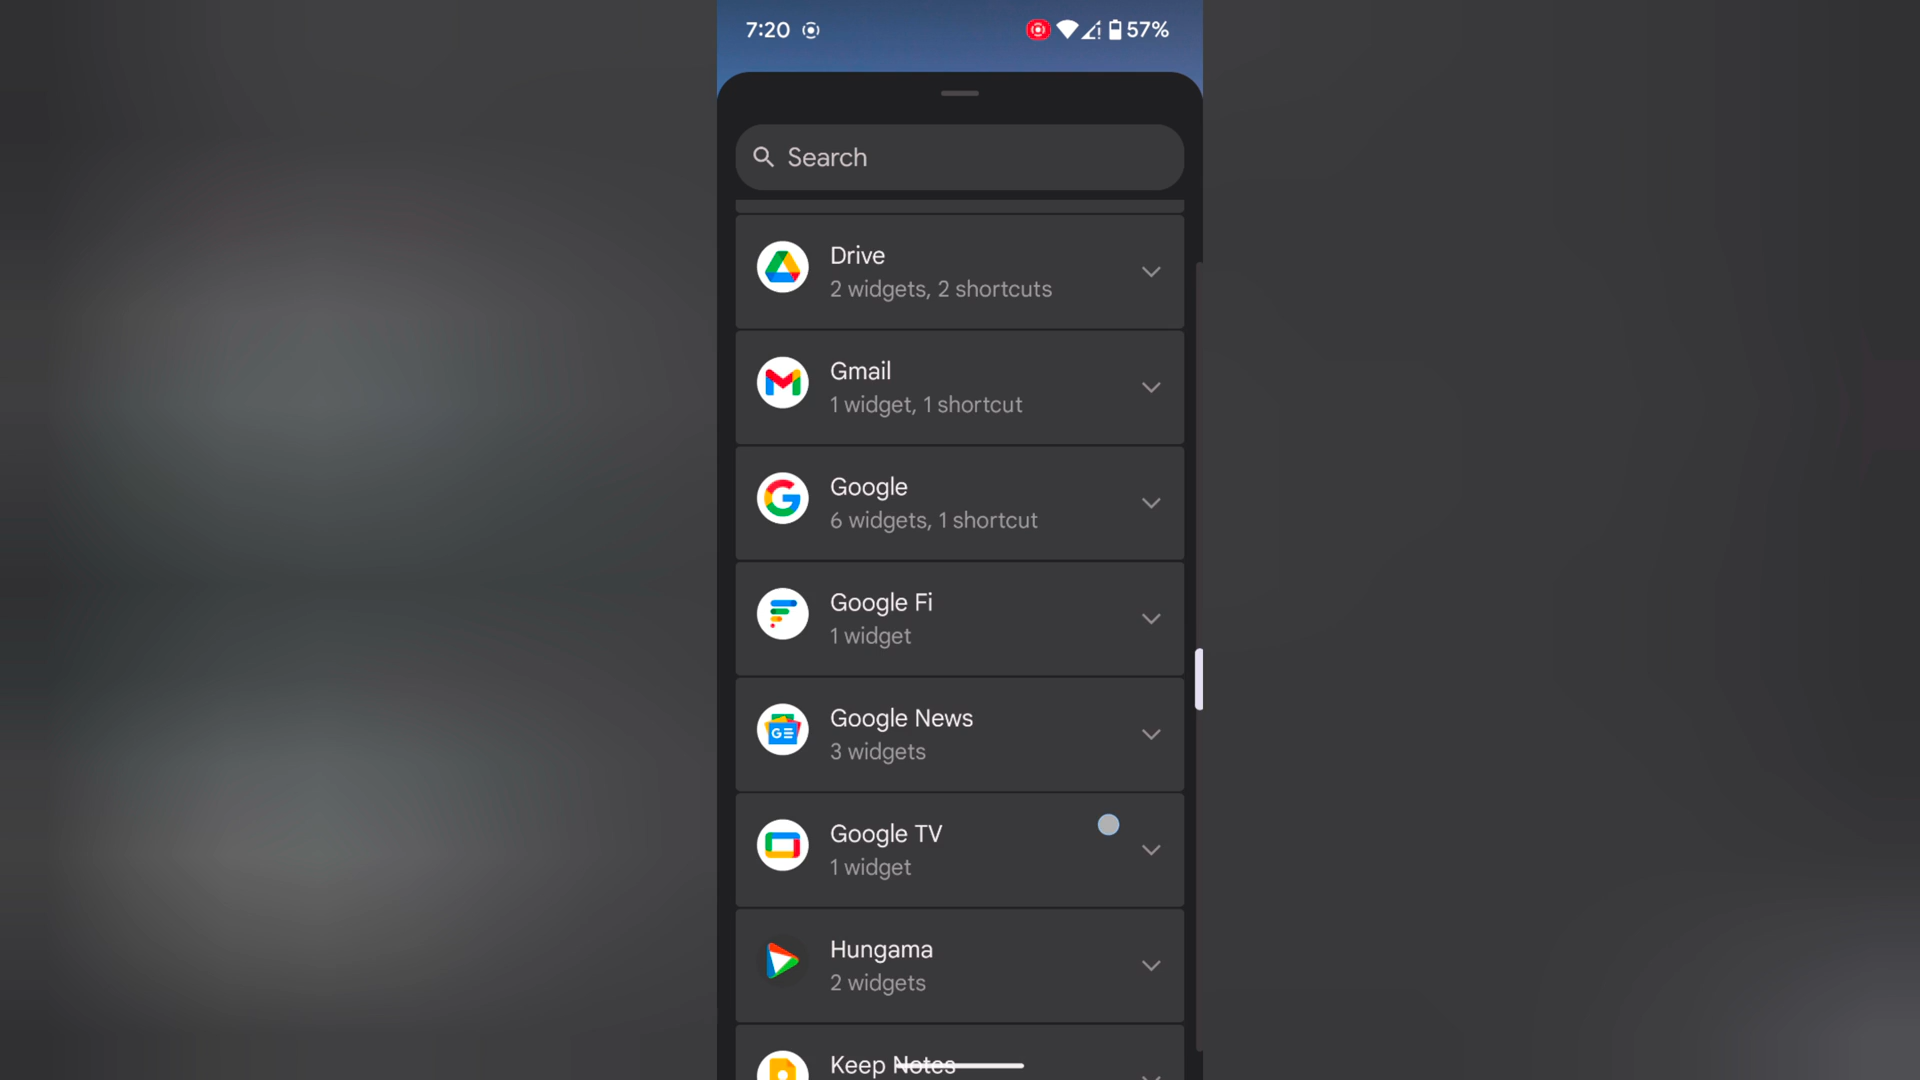 7:20
57%
Search
Drive
2 widgets, 2 shortcuts
Gmail
1 widget, 1 shortcut
Google
6 widgets, 1 shortcut
Google Fi
1 widget
Google News
3 widgets
Google TV
1 widget
Hungama
2 widgets
Keep Notes